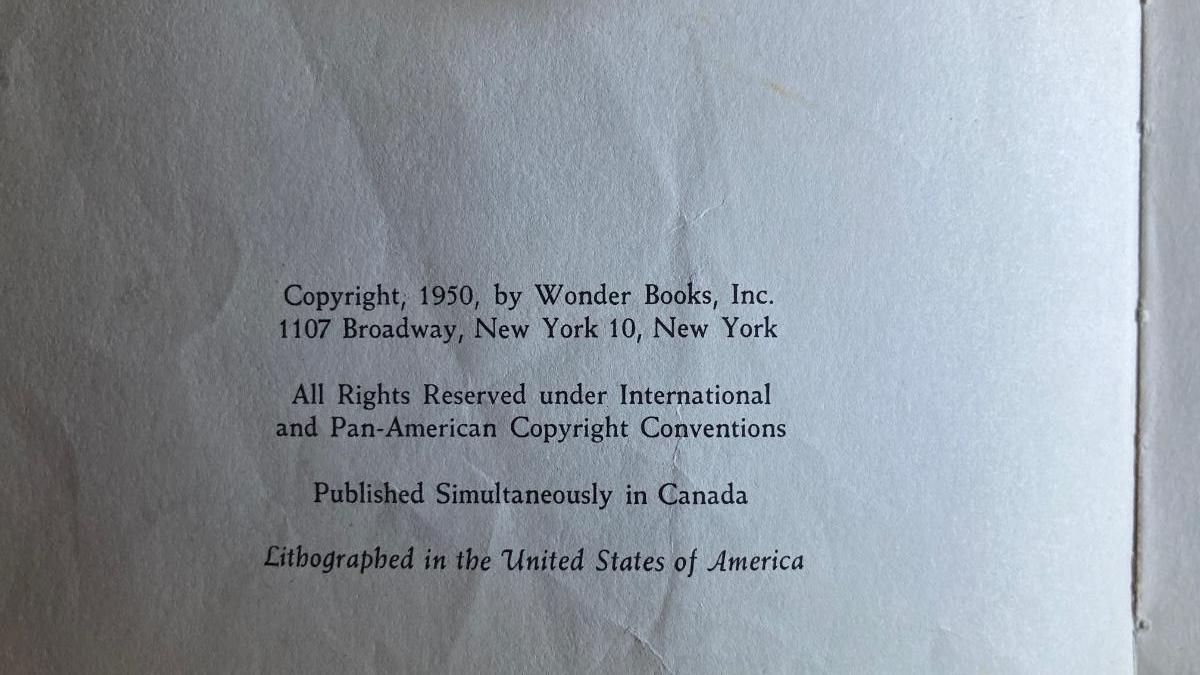 Copyright, 1950, by Wonder Books, Inc.
1107 Broadway, New York 10, New York
All Rights Reserved under International
and Pan-American Copyright Conventions
Published Simultaneously in Canada
Lithographed in the United States of America